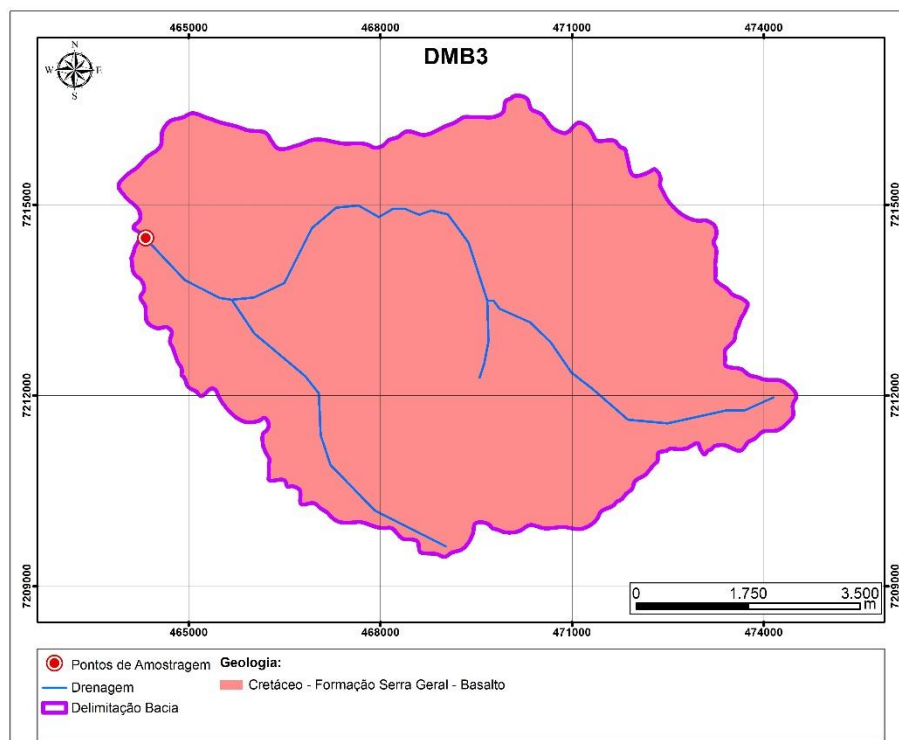 465000 468000 471000 474000
DMB3
N
W E
S
7215000 7215000
7212000 7212000
7209000 7209000
0 1.750 3.500
m
465000 468000 471000 474000
Pontos de Amostragem Geologia:
Drenagem Cretáceo - Formação Serra Geral - Basalto
Delimitação Bacia